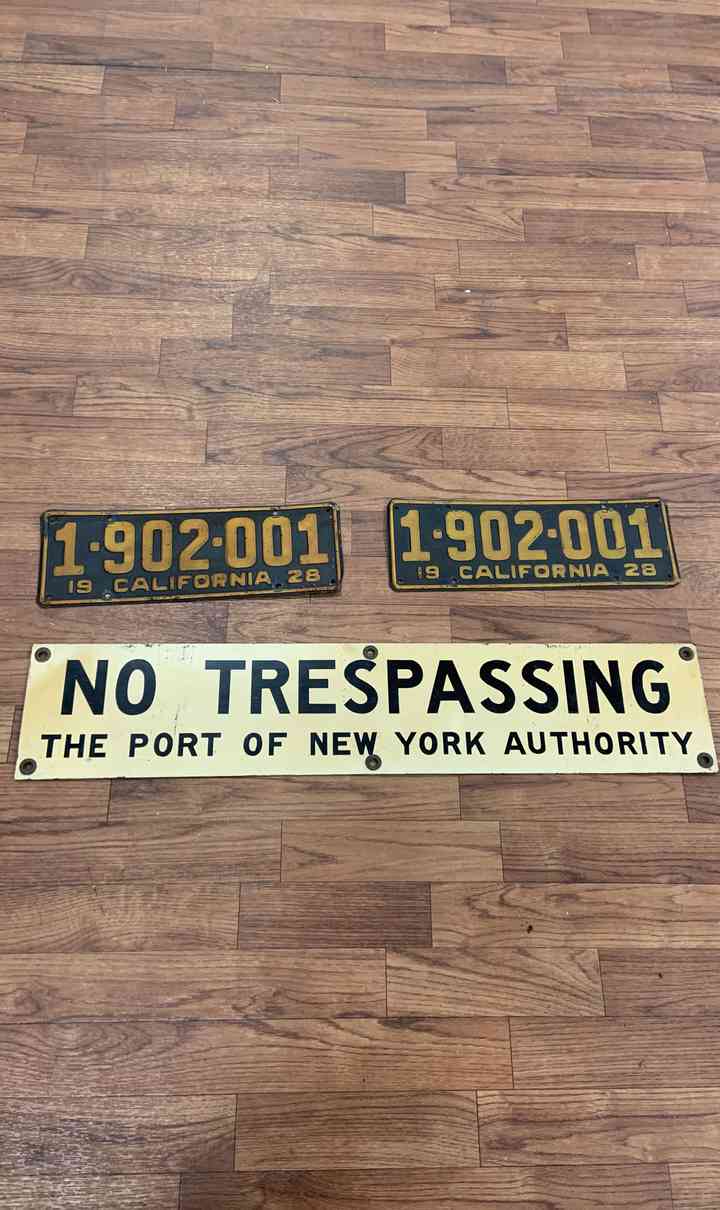 1·902·001
19 CALIFORNIA 28
1·902·001
19 CALIFORNIA 28
NO TRESPASSING
THE PORT OF NEW YORK AUTHORITY